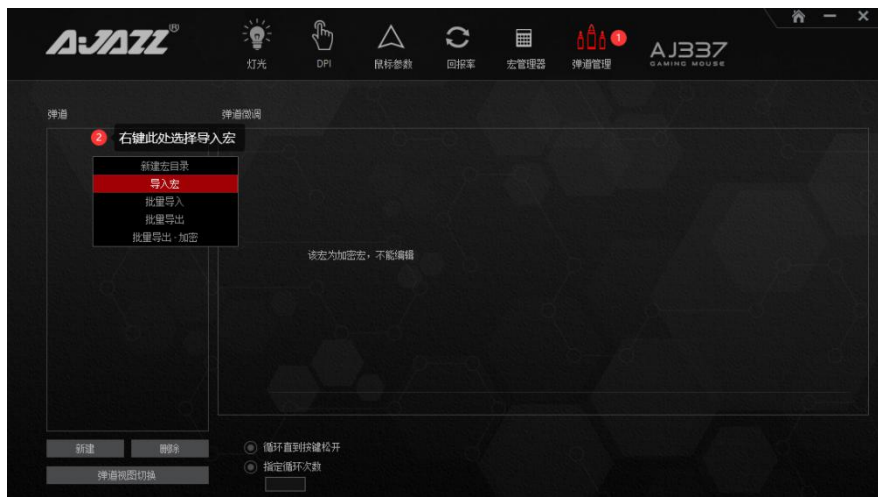 AJAZZ®
灯光
DPI
鼠标参数
回报率
宏管理器
弹道管理
1
AJ337
GAMING MOUSE
弹道
弹道微调
2 右键此处选择导入宏
新建宏目录
导入宏
批量导入
批量导出
批量导出-加密
该宏为加密宏，不能编辑
新建
删除
循环直到按键松开
弹道视图切换
指定循环次数